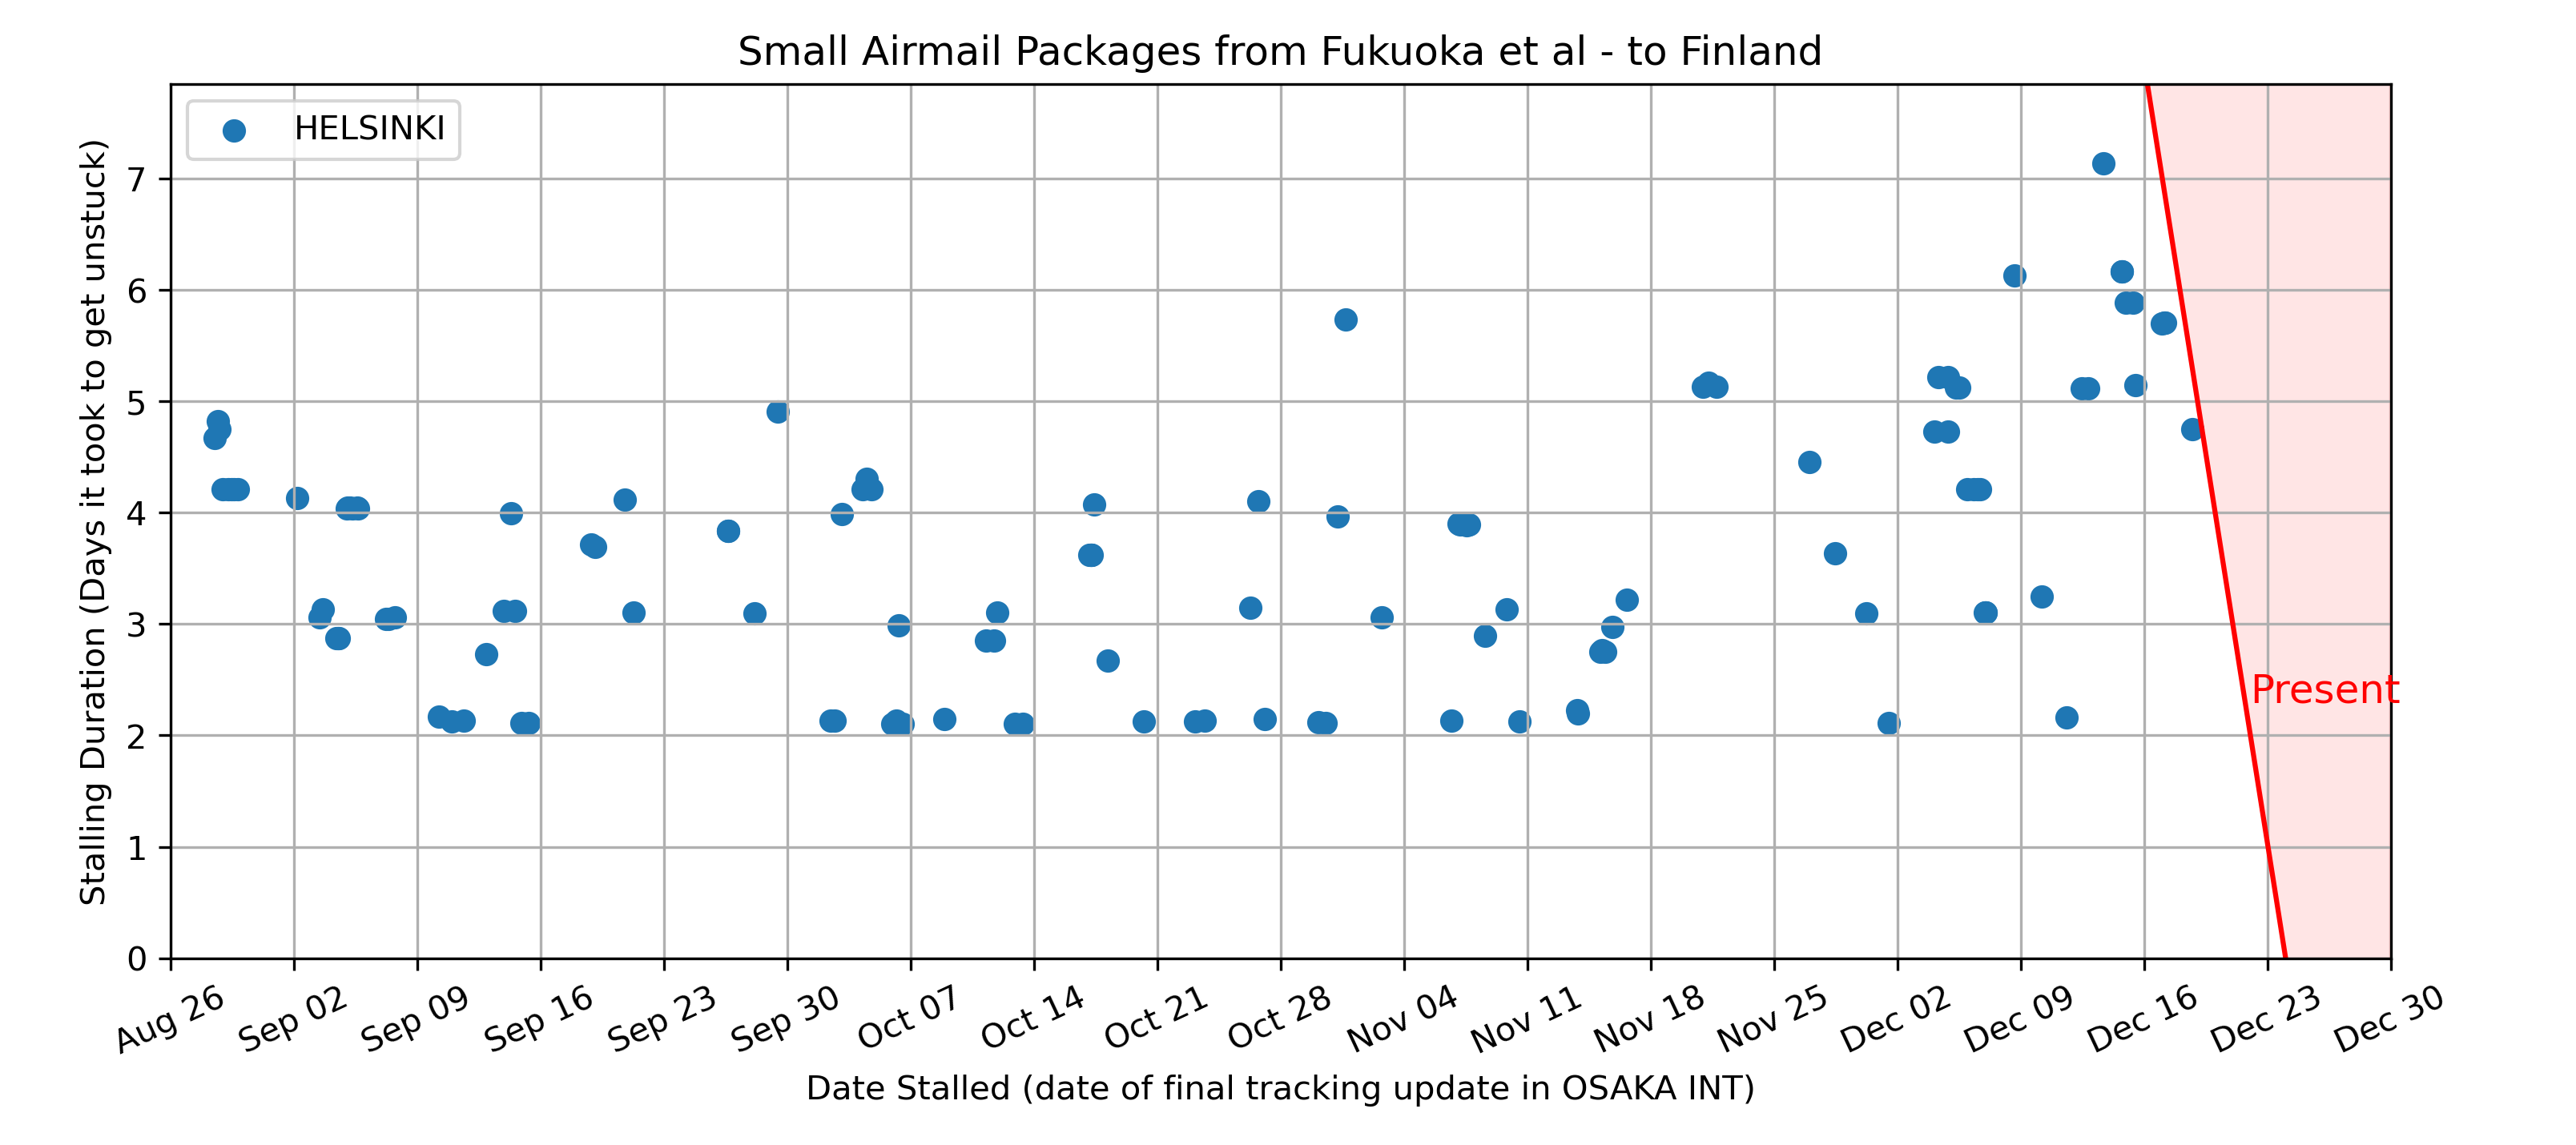 Small Airmail Packages from Fukuoka et al - to Finland
HELSINKI
Stalling Duration (Days it took to get unstuck)
7
6
5
4
3
2
1
0
Present
Aug 26
Sep 02
Sep 09
Sep 16
Sep 23
Sep 30
Oct 07
Oct 14
Oct 21
Oct 28
Nov 04
Nov 11
Nov 18
Nov 25
Dec 02
Dec 09
Dec 16
Dec 23
Dec 30
Date Stalled (date of final tracking update in OSAKA INT)